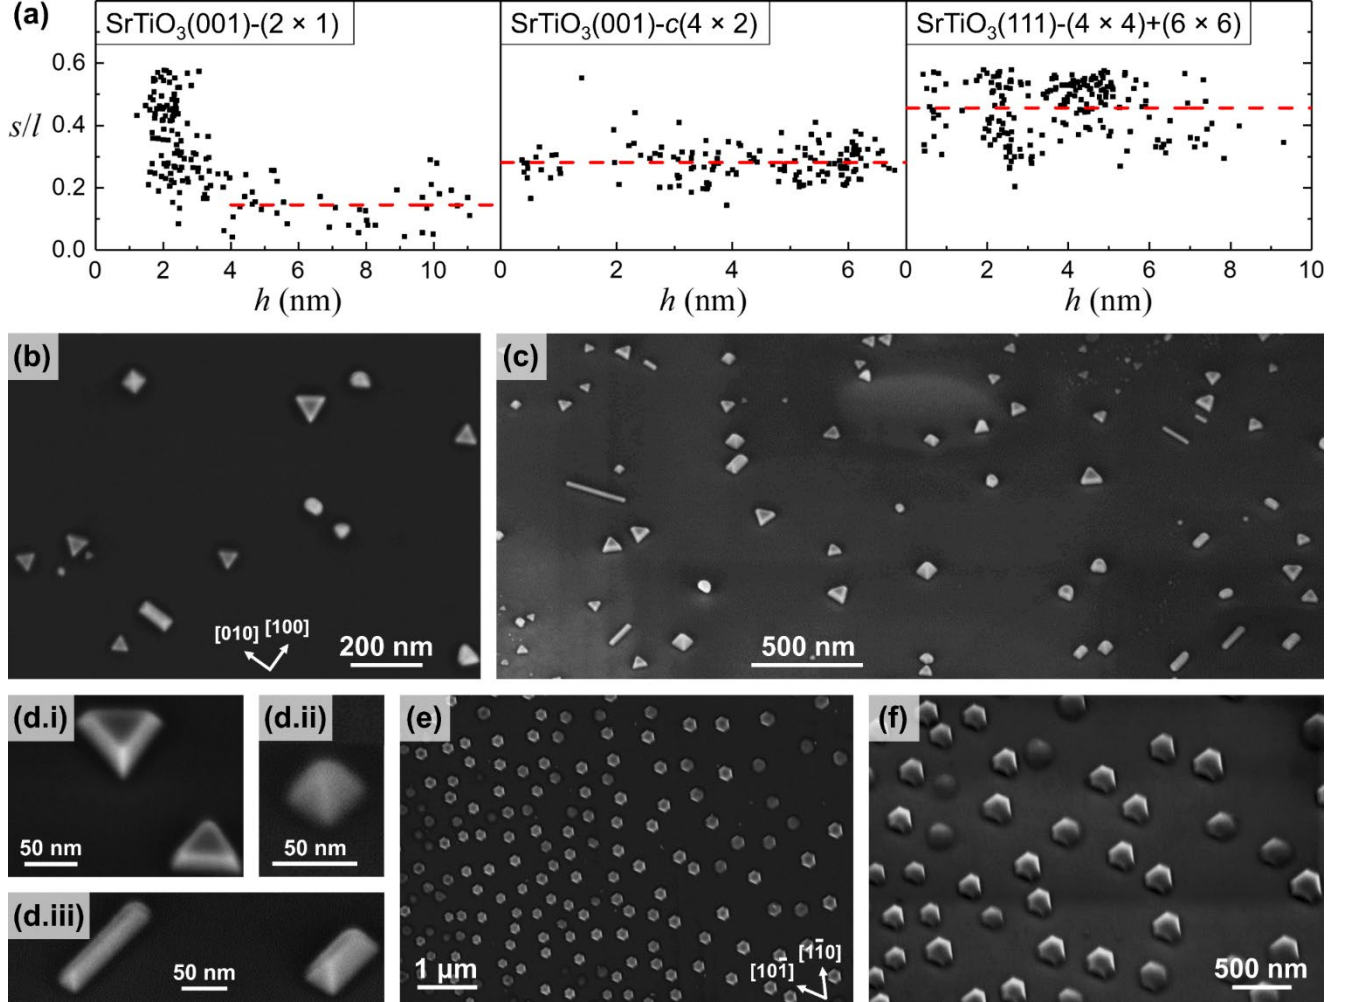 (a)
SrTiO₃(001)-(2 × 1)
SrTiO₃(001)-c(4 × 2)
SrTiO₃(111)-(4 × 4)+(6 × 6)
0.6
0.4
0.2
0.0
s/l
0 2 4 6 8 10
0 2 4 6
0 2 4 6 8 10
h (nm)
h (nm)
h (nm)
(b)
[010] [100]
200 nm
(c)
500 nm
(d.i)
50 nm
(d.ii)
50 nm
(d.iii)
50 nm
(e)
1 µm
[101̅] [11̅0]
(f)
500 nm